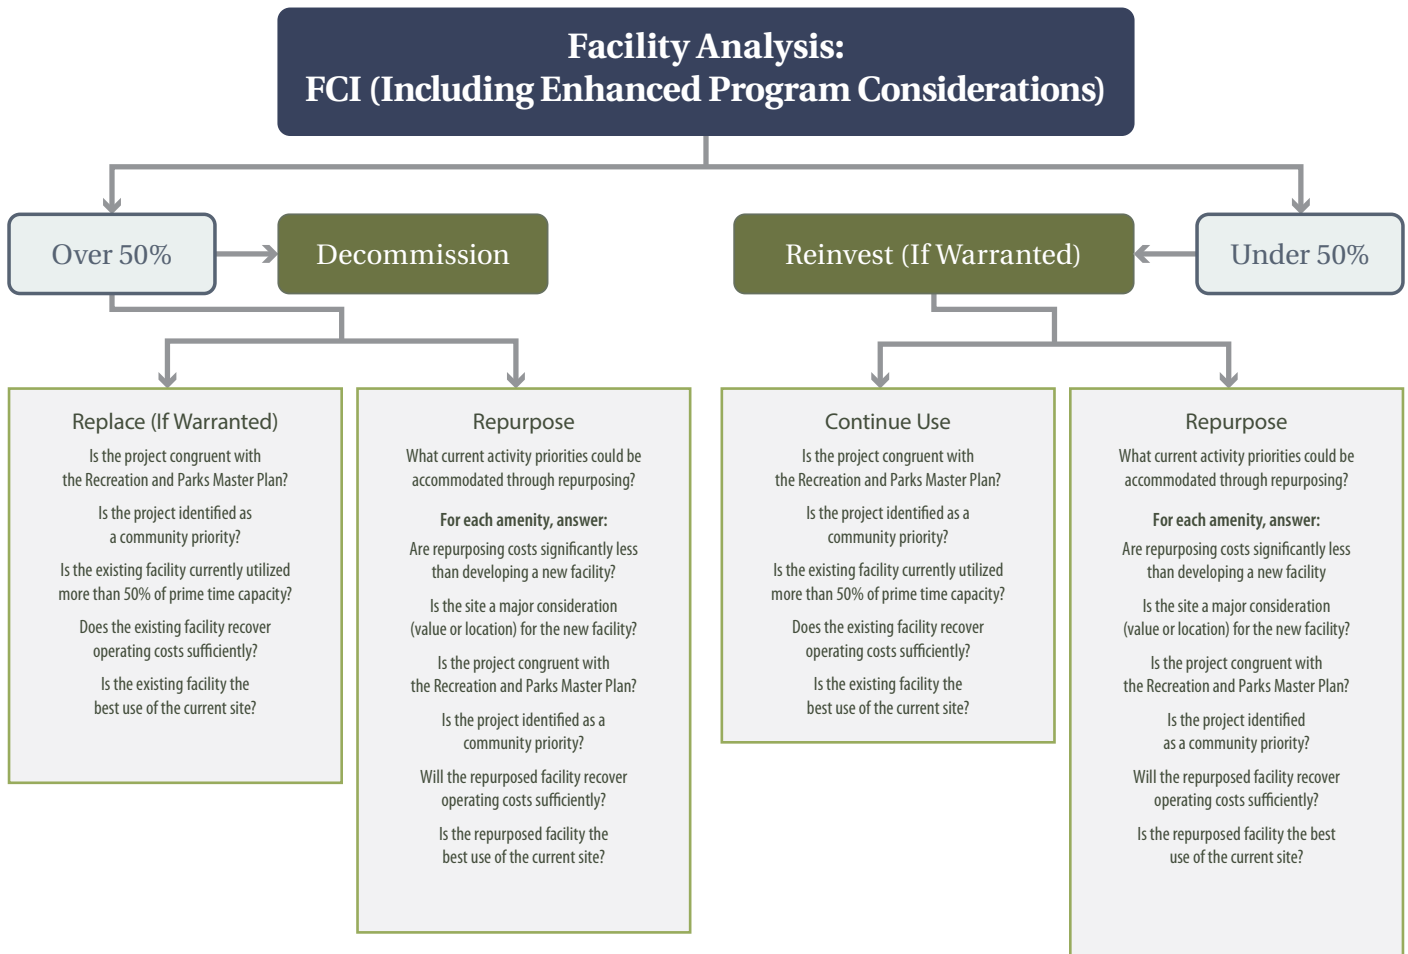 Facility Analysis:
FCI (Including Enhanced Program Considerations)
Over 50%
Decommission
Reinvest (If Warranted)
Under 50%
Replace (If Warranted)
Is the project congruent with
the Recreation and Parks Master Plan?
Is the project identified as
a community priority?
Is the existing facility currently utilized
more than 50% of prime time capacity?
Does the existing facility recover
operating costs sufficiently?
Is the existing facility the
best use of the current site?
Repurpose
What current activity priorities could be
accommodated through repurposing?
For each amenity, answer:
Are repurposing costs significantly less
than developing a new facility?
Is the site a major consideration
(value or location) for the new facility?
Is the project congruent with
the Recreation and Parks Master Plan?
Is the project identified as a
community priority?
Will the repurposed facility recover
operating costs sufficiently?
Is the repurposed facility the
best use of the current site?
Continue Use
Is the project congruent with
the Recreation and Parks Master Plan?
Is the project identified as a
community priority?
Is the existing facility currently utilized
more than 50% of prime time capacity?
Does the existing facility recover
operating costs sufficiently?
Is the existing facility the
best use of the current site?
Repurpose
What current activity priorities could be
accommodated through repurposing?
For each amenity, answer:
Are repurposing costs significantly less
than developing a new facility
Is the site a major consideration
(value or location) for the new facility?
Is the project congruent with
the Recreation and Parks Master Plan?
Is the project identified
as a community priority?
Will the repurposed facility recover
operating costs sufficiently?
Is the repurposed facility the best
use of the current site?